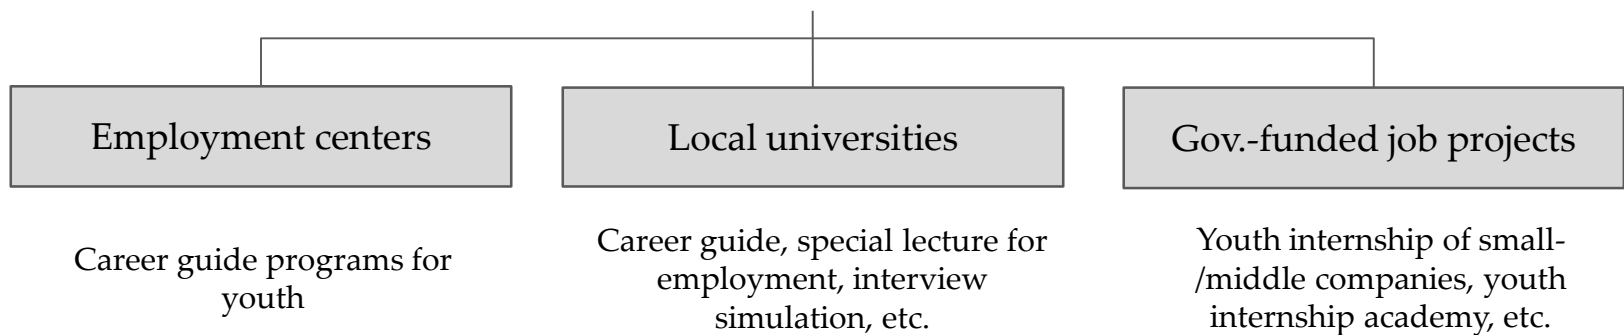 Employment centers
Career guide programs for
youth
Local universities
Career guide, special lecture for
employment, interview
simulation, etc.
Gov.-funded job projects
Youth internship of small-
/middle companies, youth
internship academy, etc.